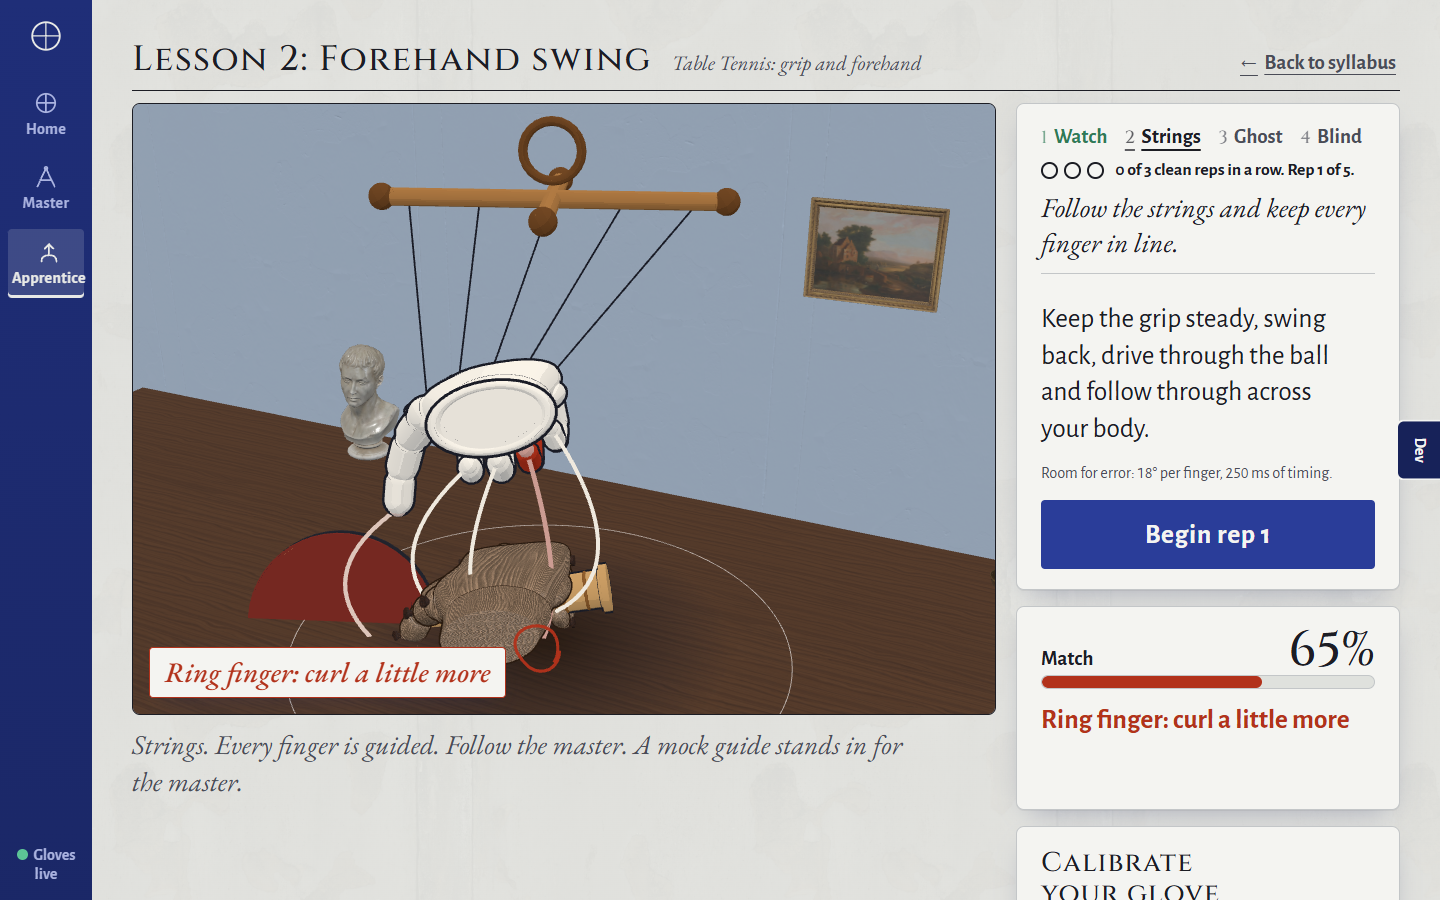 Lesson 2: Forehand swing
Table Tennis: grip and forehand
← Back to syllabus
Home
Master
Apprentice
Gloves
live
1 Watch 2 Strings 3 Ghost 4 Blind
0 of 3 clean reps in a row. Rep 1 of 5.
Follow the strings and keep every
finger in line.
Keep the grip steady, swing
back, drive through the ball
and follow through across
your body.
Room for error: 18° per finger, 250 ms of timing.
Begin rep 1
Dev
Match
65%
Ring finger: curl a little more
Ring finger: curl a little more
Strings. Every finger is guided. Follow the master. A mock guide stands in for
the master.
Calibrate
your glove